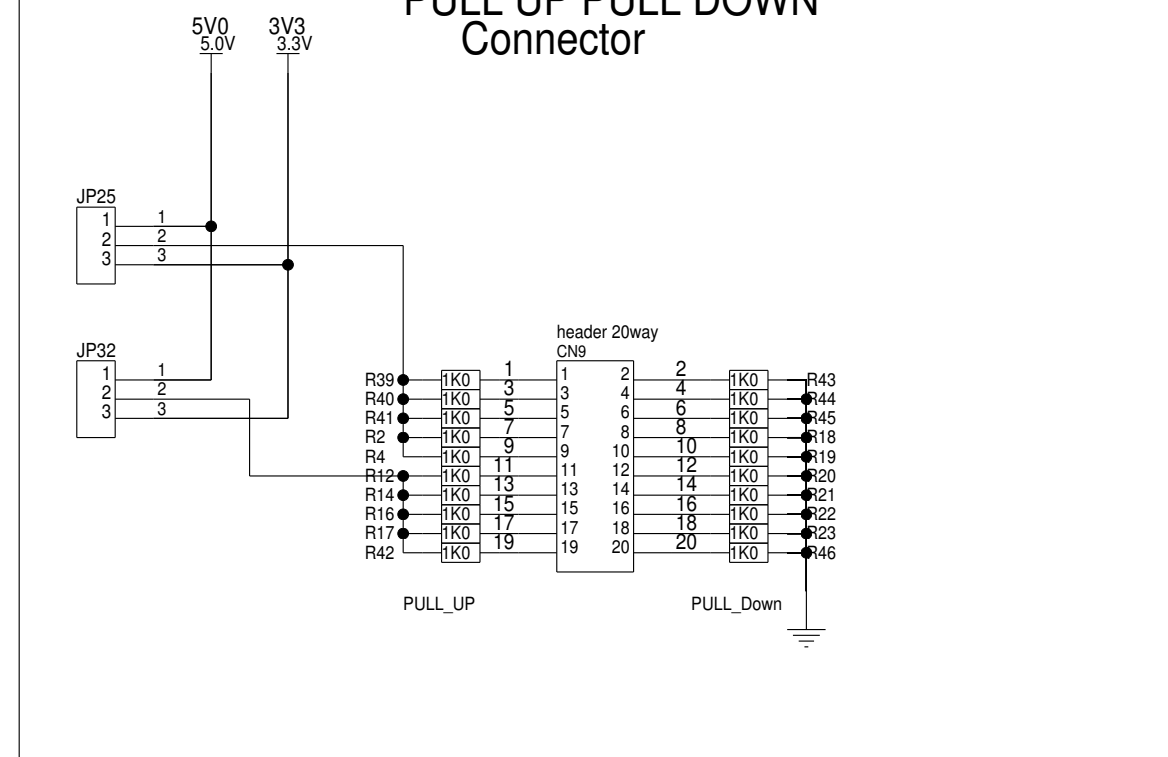 PULL UP PULL DOWN
Connector
5V0
5.0V
3V3
3.3V
JP25
1 1
2 2
3 3
JP32
1 1
2 2
3 3
header 20way
CN9
R39 1K0 1 1 2 2 1K0 R43
R40 1K0 3 3 4 4 1K0 R44
R41 1K0 5 5 6 6 1K0 R45
R2 1K0 7 7 8 8 1K0 R18
R4 1K0 9 9 10 10 1K0 R19
R12 1K0 11 11 12 12 1K0 R20
R14 1K0 13 13 14 14 1K0 R21
R16 1K0 15 15 16 16 1K0 R22
R17 1K0 17 17 18 18 1K0 R23
R42 1K0 19 19 20 20 1K0 R46
PULL_UP
PULL_Down